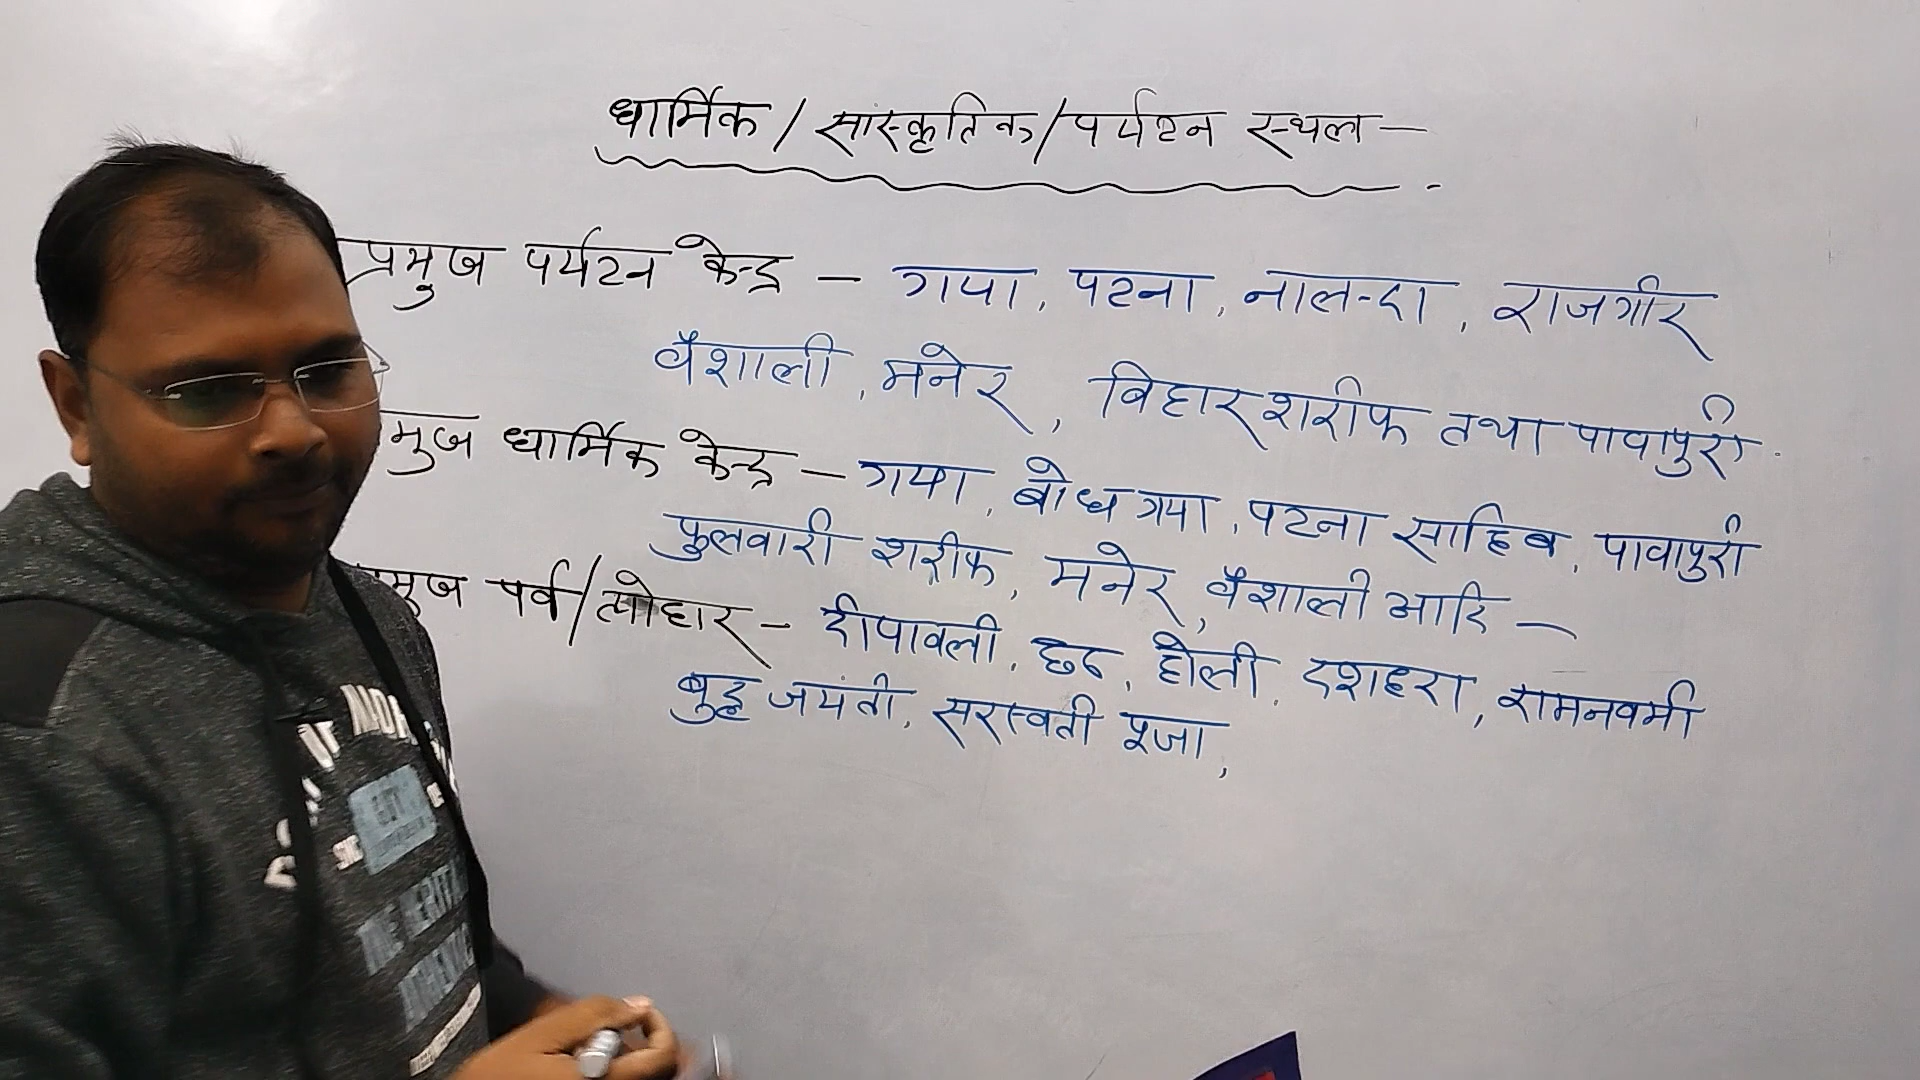 धार्मिक / सांस्कृतिक / पर्यटन स्थल —
प्रमुख पर्यटन केन्द्र — गया, पटना, नालन्दा, राजगीर
वैशाली, मनेर, बिहारशरीफ तथा पावापुरी.
मुख धार्मिक केन्द्र — गया, बोधगया, पटना साहिब, पावापुरी
फुलवारी शरीफ, मनेर, वैशाली आदि —
मुख पर्व/त्योहार — दीपावली, छठ, होली, दशहरा, रामनवमी
बुद्ध जयंती, सरस्वती पूजा,